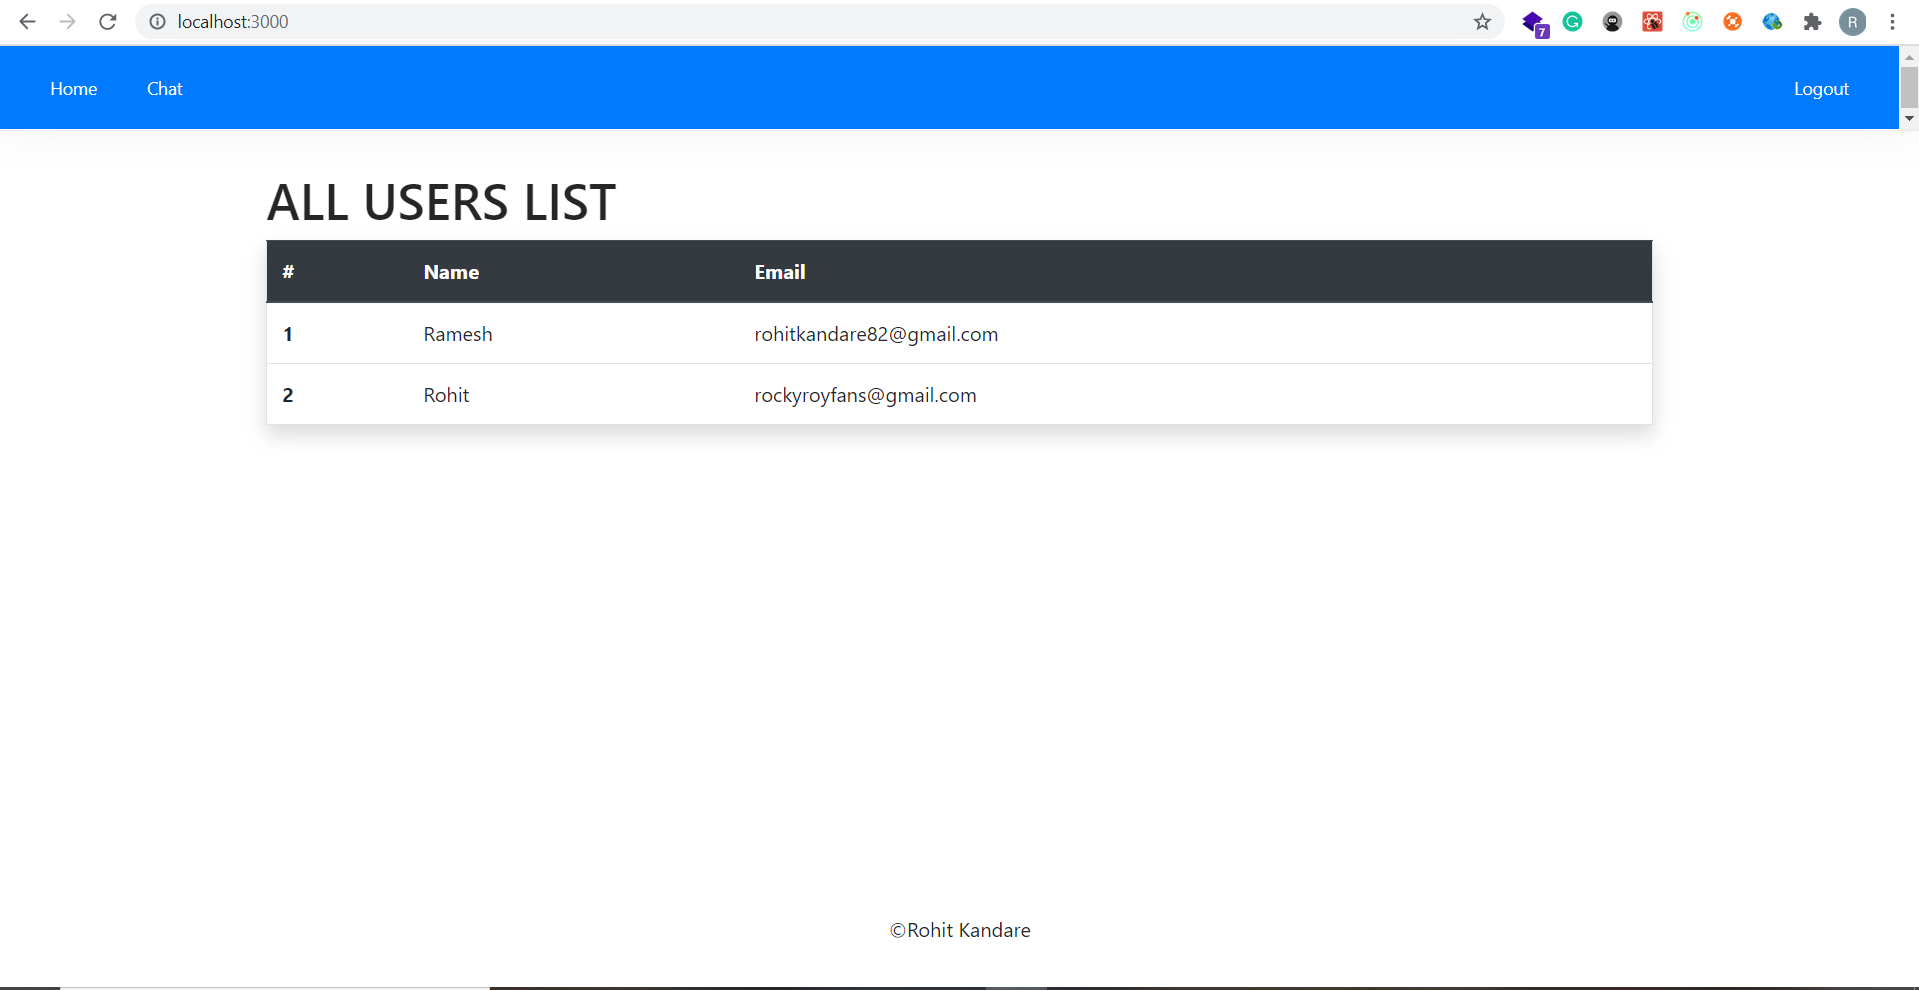 localhost:3000
7
R
Home Chat Logout
ALL USERS LIST
# Name Email
1 Ramesh rohitkandare82@gmail.com
2 Rohit rockyroyfans@gmail.com
©Rohit Kandare